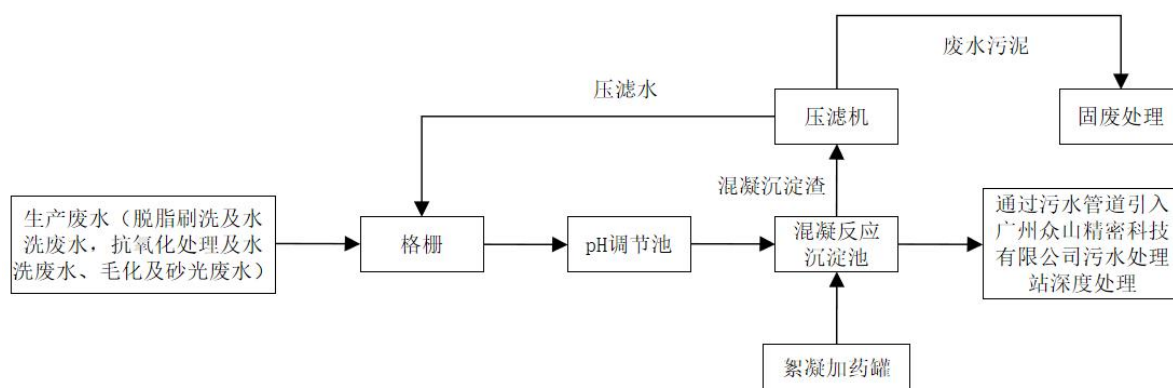 废水污泥
压滤水
压滤机
固废处理
混凝沉淀渣
生产废水（脱脂刷洗及水
洗废水，抗氧化处理及水
洗废水、毛化及砂光废水）
格栅
pH调节池
混凝反应
沉淀池
通过污水管道引入
广州众山精密科技
有限公司污水处理
站深度处理
絮凝加药罐